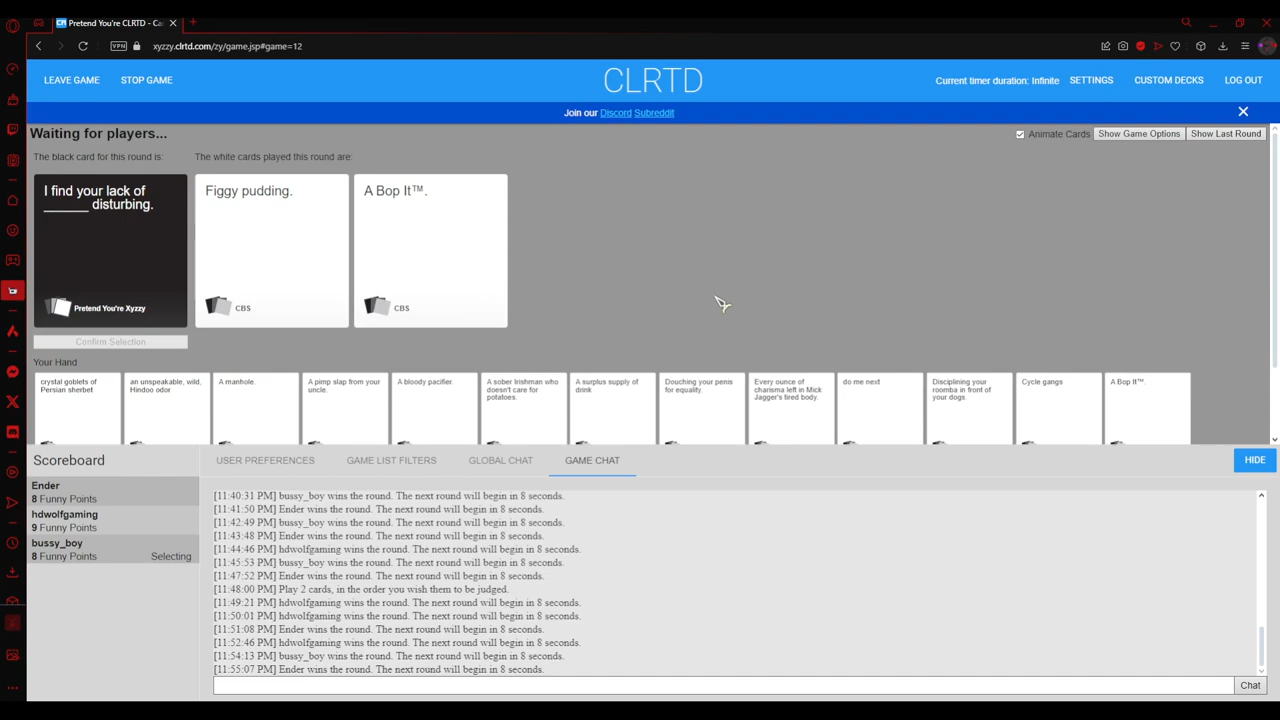 Pretend You're CLRTD - Ca
VPN
xyzzy.clrtd.com/zy/game.jsp#game=12
LEAVE GAME
STOP GAME
CLRTD
Current timer duration: Infinite
SETTINGS
CUSTOM DECKS
LOG OUT
Join our Discord Subreddit
Waiting for players...
Animate Cards
Show Game Options
Show Last Round
The black card for this round is:
The white cards played this round are:
I find your lack of
______ disturbing.
Pretend You're Xyzzy
Figgy pudding.
CBS
A Bop It™.
CBS
Confirm Selection
Your Hand
crystal goblets of
Persian sherbet
an unspeakable, wild,
Hindoo odor
A manhole.
A pimp slap from your
uncle.
A bloody pacifier.
A sober Irishman who
doesn't care for
potatoes.
A surplus supply of
drink
Douching your penis
for equality.
Every ounce of
charisma left in Mick
Jagger's tired body.
do me next
Disciplining your
roomba in front of
your dogs.
Cycle gangs
A Bop It™.
Scoreboard
USER PREFERENCES
GAME LIST FILTERS
GLOBAL CHAT
GAME CHAT
HIDE
Ender
8 Funny Points
hdwolfgaming
9 Funny Points
bussy_boy
8 Funny Points
Selecting
[11:40:31 PM] bussy_boy wins the round. The next round will begin in 8 seconds.
[11:41:50 PM] Ender wins the round. The next round will begin in 8 seconds.
[11:42:49 PM] bussy_boy wins the round. The next round will begin in 8 seconds.
[11:43:48 PM] Ender wins the round. The next round will begin in 8 seconds.
[11:44:46 PM] hdwolfgaming wins the round. The next round will begin in 8 seconds.
[11:45:53 PM] bussy_boy wins the round. The next round will begin in 8 seconds.
[11:47:52 PM] Ender wins the round. The next round will begin in 8 seconds.
[11:48:00 PM] Play 2 cards, in the order you wish them to be judged.
[11:49:21 PM] hdwolfgaming wins the round. The next round will begin in 8 seconds.
[11:50:01 PM] hdwolfgaming wins the round. The next round will begin in 8 seconds.
[11:51:08 PM] Ender wins the round. The next round will begin in 8 seconds.
[11:52:46 PM] hdwolfgaming wins the round. The next round will begin in 8 seconds.
[11:54:13 PM] bussy_boy wins the round. The next round will begin in 8 seconds.
[11:55:07 PM] Ender wins the round. The next round will begin in 8 seconds.
Chat